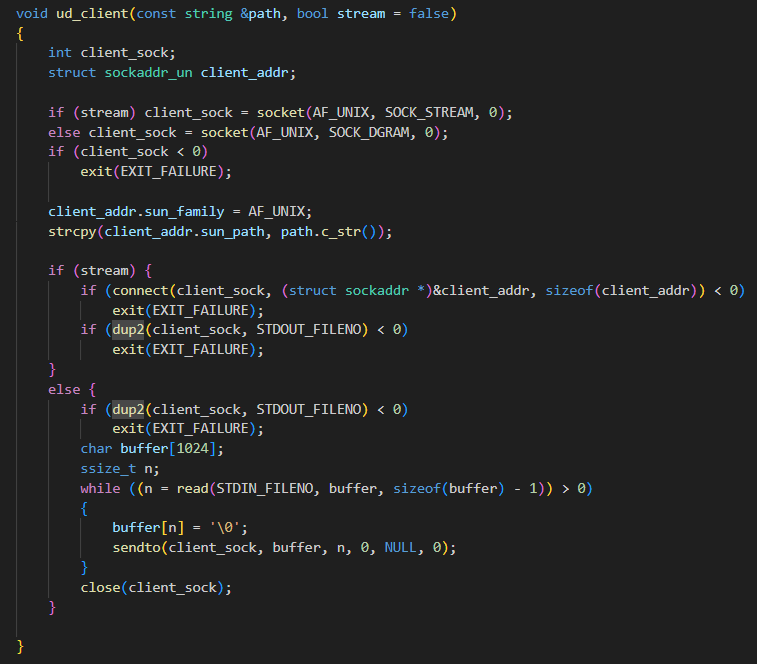 void ud_client(const string &path, bool stream = false)
{
    int client_sock;
    struct sockaddr_un client_addr;

    if (stream) client_sock = socket(AF_UNIX, SOCK_STREAM, 0);
    else client_sock = socket(AF_UNIX, SOCK_DGRAM, 0);
    if (client_sock < 0)
        exit(EXIT_FAILURE);

    client_addr.sun_family = AF_UNIX;
    strcpy(client_addr.sun_path, path.c_str());

    if (stream) {
        if (connect(client_sock, (struct sockaddr *)&client_addr, sizeof(client_addr)) < 0)
            exit(EXIT_FAILURE);
        if (dup2(client_sock, STDOUT_FILENO) < 0)
            exit(EXIT_FAILURE);
    }
    else {
        if (dup2(client_sock, STDOUT_FILENO) < 0)
            exit(EXIT_FAILURE);
        char buffer[1024];
        ssize_t n;
        while ((n = read(STDIN_FILENO, buffer, sizeof(buffer) - 1)) > 0)
        {
            buffer[n] = '\0';
            sendto(client_sock, buffer, n, 0, NULL, 0);
        }
        close(client_sock);
    }

}